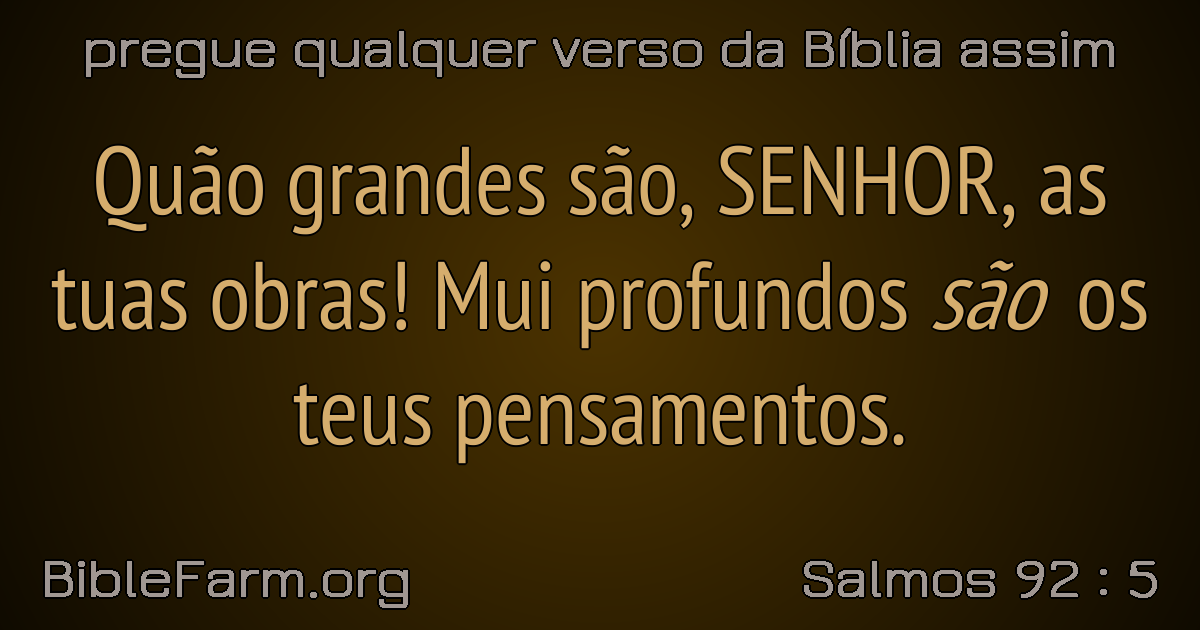 pregue qualquer verso da Bíblia assim
Quão grandes são, SENHOR, as
tuas obras! Mui profundos são os
teus pensamentos.
BibleFarm.org
Salmos 92 : 5